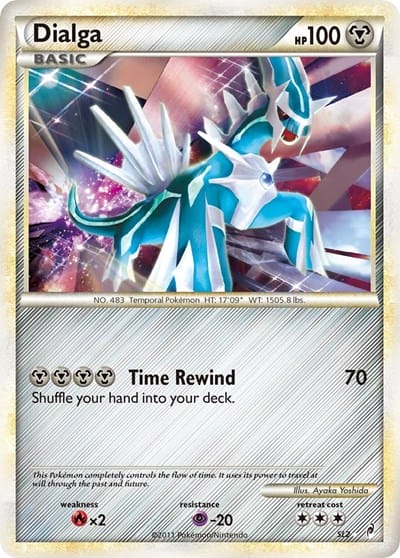 Dialga HP100
BASIC
NO. 483 Temporal Pokémon HT: 17'09" WT: 1505.8 lbs.
Time Rewind 70
Shuffle your hand into your deck.
This Pokémon completely controls the flow of time. It uses its power to travel at
will through the past and future.
Illus. Ayaka Yoshida
weakness resistance retreat cost
×2 -20
©2011 Pokémon/Nintendo SL2